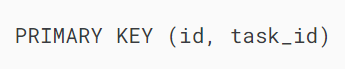 PRIMARY KEY (id, task_id)